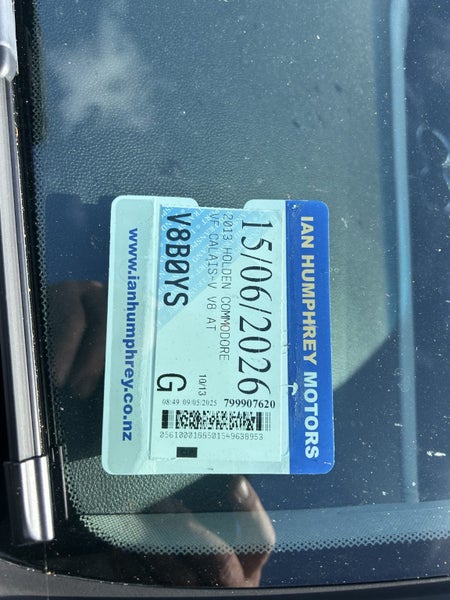 IAN HUMPHREY MOTORS
15/06/2026
2013 HOLDEN COMMODORE
VF CALAIS-V V8 AT
V8B0YS
10/13
G
08:49 09/05/2025 799907620
0561000188501549638953
www.ianhumphrey.co.nz